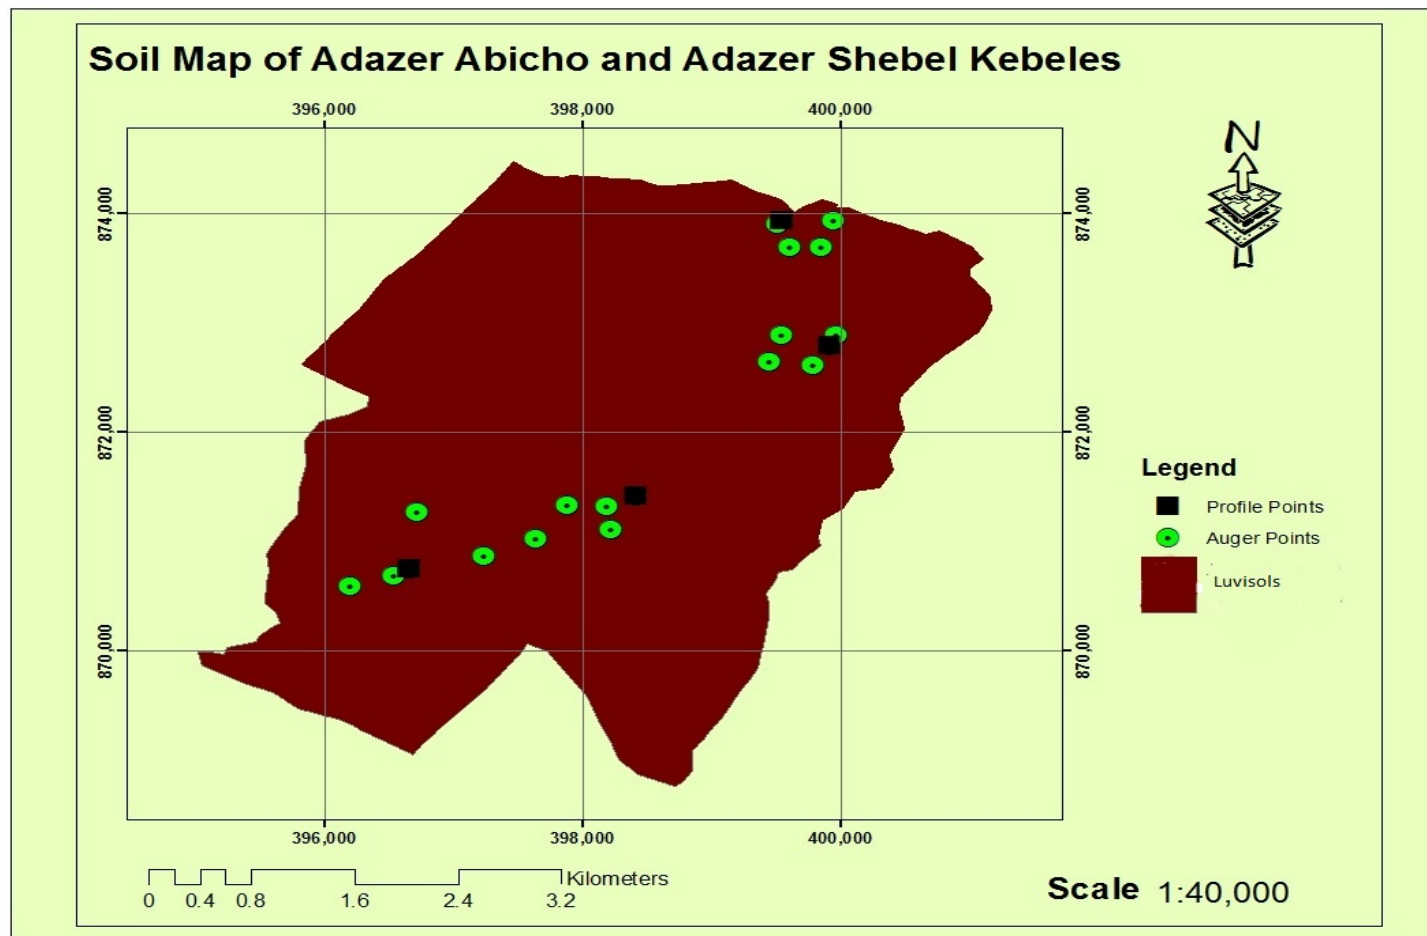 Soil Map of Adazer Abicho and Adazer Shebel Kebeles
396,000 398,000 400,000
N
874,000 874,000
872,000 872,000
Legend
Profile Points
Auger Points
Luvisols
870,000 870,000
396,000 398,000 400,000
Kilometers
0 0.4 0.8 1.6 2.4 3.2
Scale 1:40,000